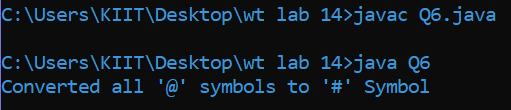 C:\Users\KIIT\Desktop\wt lab 14>javac Q6.java
C:\Users\KIIT\Desktop\wt lab 14>java Q6
Converted all '@' symbols to '#' Symbol